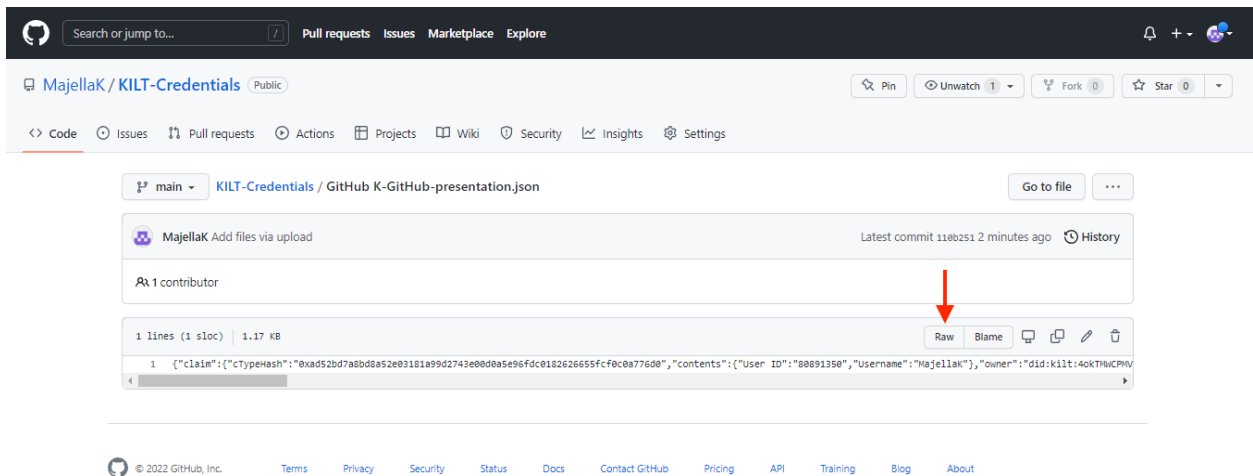 Search or jump to... / Pull requests Issues Marketplace Explore
MajellaK / KILT-Credentials Public Pin Unwatch 1 Fork 0 Star 0
Code Issues Pull requests Actions Projects Wiki Security Insights Settings
main KILT-Credentials / GitHub K-GitHub-presentation.json Go to file ...
MajellaK Add files via upload Latest commit 110b251 2 minutes ago History
1 contributor
1 lines (1 sloc) 1.17 KB Raw Blame
1 {"claim":{"cTypeHash":"0xad52bd7a8bd8a52e03181a99d2743e00d0a5e96fdc0182626655fcf0c0a776d0","contents":{"User ID":"80891350","Username":"MajellaK"},"owner":"did:kilt:4okTMWCPMV
© 2022 GitHub, Inc. Terms Privacy Security Status Docs Contact GitHub Pricing API Training Blog About